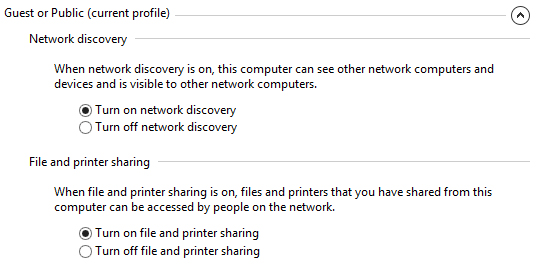 Guest or Public (current profile)
Network discovery
When network discovery is on, this computer can see other network computers and
devices and is visible to other network computers.
Turn on network discovery
Turn off network discovery
File and printer sharing
When file and printer sharing is on, files and printers that you have shared from this
computer can be accessed by people on the network.
Turn on file and printer sharing
Turn off file and printer sharing